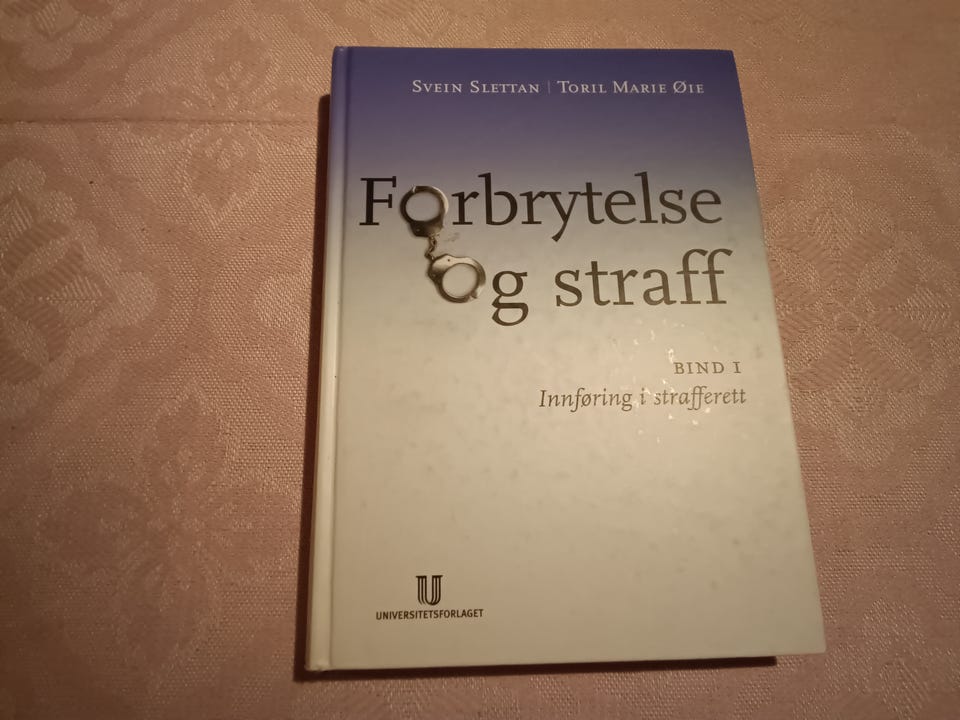 Svein Slettan | Toril Marie Øie
Forbrytelse
og straff
BIND I
Innføring i strafferett
U
UNIVERSITETSFORLAGET